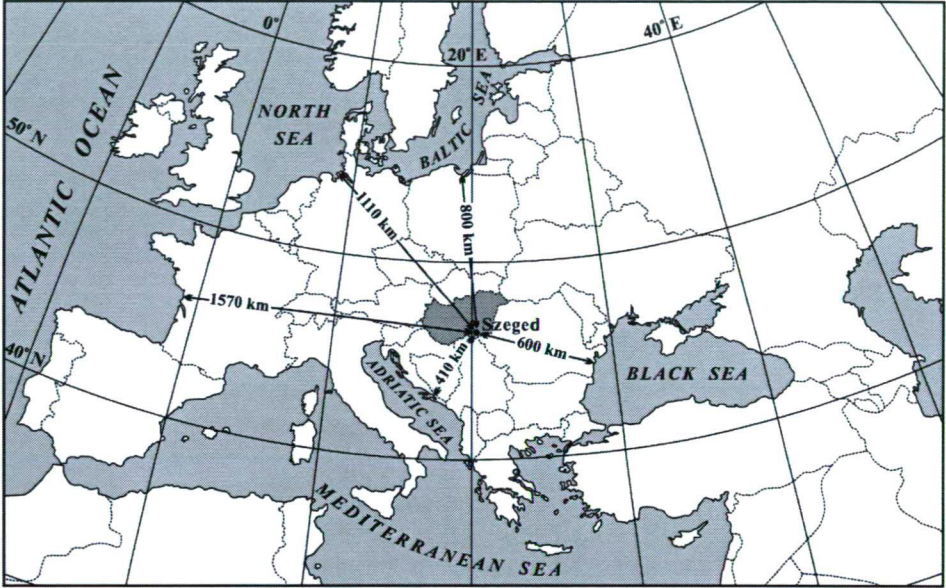 0°
20° E
40° E
50° N
40° N
ATLANTIC OCEAN
NORTH
SEA
BALTIC SEA
1110 km
800 km
1570 km
Szeged
600 km
410 km
ADRIATIC SEA
BLACK SEA
MEDITERRANEAN SEA